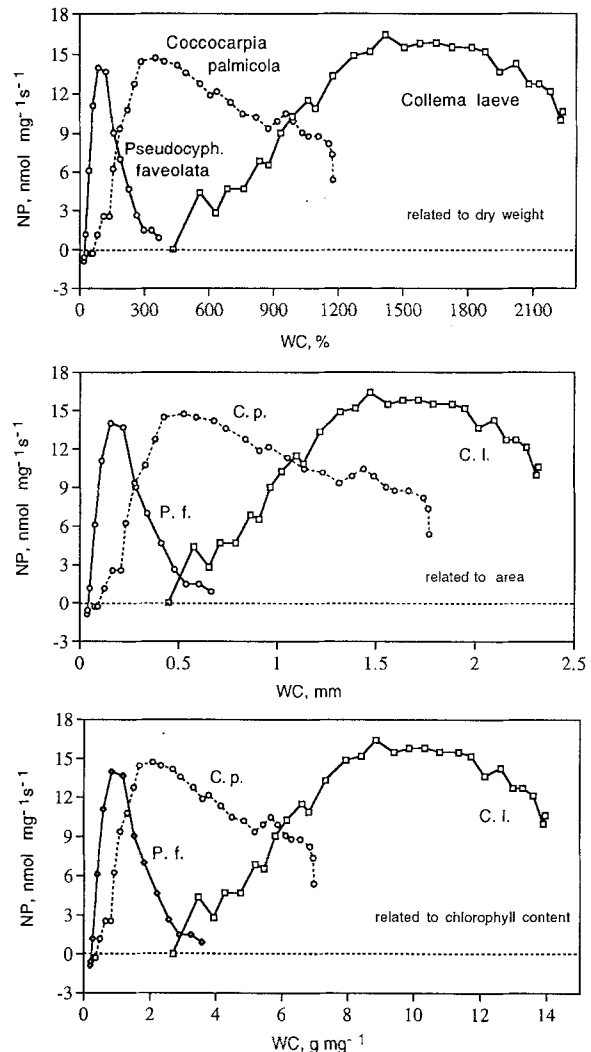 18
15
12
9
6
3
0
-3
NP, nmol mg⁻¹s⁻¹
Coccocarpia
palmicola
Pseudocyph.
faveolata
Collema laeve
related to dry weight
0 300 600 900 1200 1500 1800 2100
WC, %
18
15
12
9
6
3
0
-3
NP, nmol mg⁻¹s⁻¹
C. p.
P. f.
C. l.
related to area
0 0.5 1 1.5 2 2.5
WC, mm
18
15
12
9
6
3
0
-3
NP, nmol mg⁻¹s⁻¹
C. p.
P. f.
C. l.
related to chlorophyll content
0 2 4 6 8 10 12 14
WC, g mg⁻¹